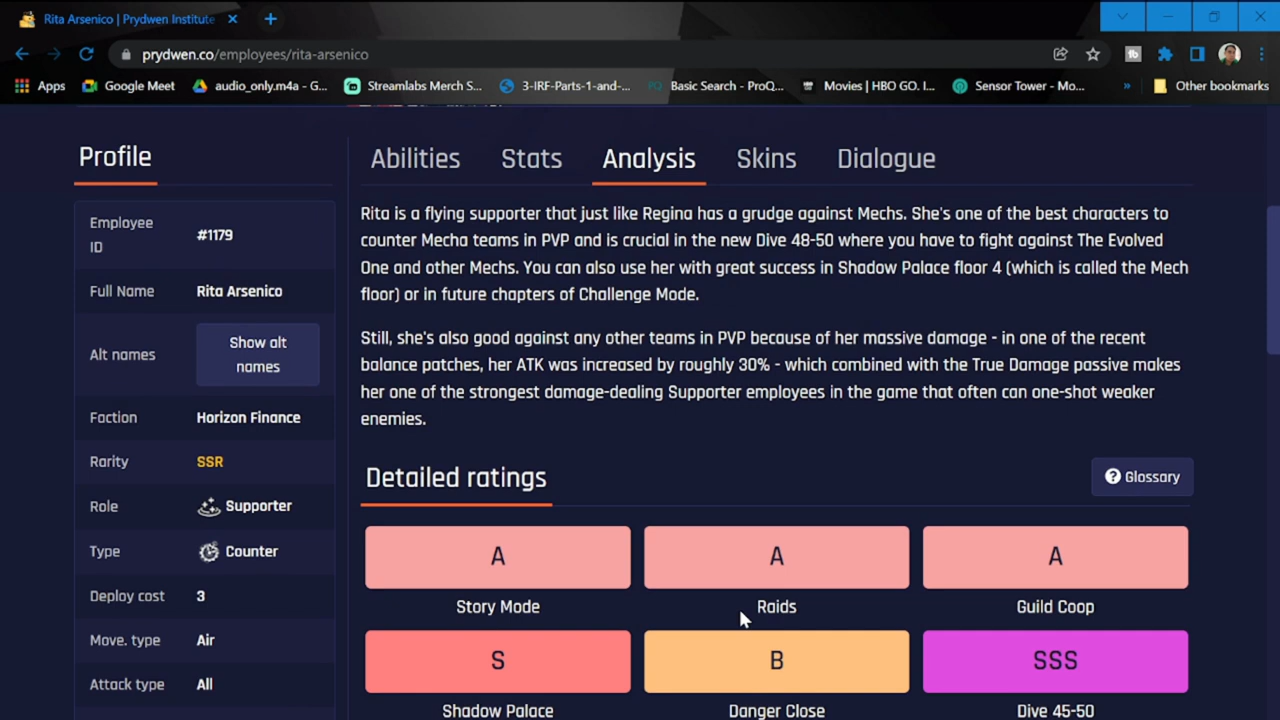 Rita Arsenico | Prydwen Institute
prydwen.co/employees/rita-arsenico
Apps
Google Meet
audio_only.m4a - G...
Streamlabs Merch S...
3-IRF-Parts-1-and-...
PQ Basic Search - ProQ...
Movies | HBO GO. I...
Sensor Tower - Mo...
»
Other bookmarks
Profile
Employee ID #1179
Full Name Rita Arsenico
Alt names Show alt names
Faction Horizon Finance
Rarity SSR
Role Supporter
Type Counter
Deploy cost 3
Move. type Air
Attack type All
Abilities Stats Analysis Skins Dialogue
Rita is a flying supporter that just like Regina has a grudge against Mechs. She's one of the best characters to
counter Mecha teams in PVP and is crucial in the new Dive 48-50 where you have to fight against The Evolved
One and other Mechs. You can also use her with great success in Shadow Palace floor 4 (which is called the Mech
floor) or in future chapters of Challenge Mode.
Still, she's also good against any other teams in PVP because of her massive damage - in one of the recent
balance patches, her ATK was increased by roughly 30% - which combined with the True Damage passive makes
her one of the strongest damage-dealing Supporter employees in the game that often can one-shot weaker
enemies.
Detailed ratings
? Glossary
A A A
Story Mode Raids Guild Coop
S B SSS
Shadow Palace Danger Close Dive 45-50